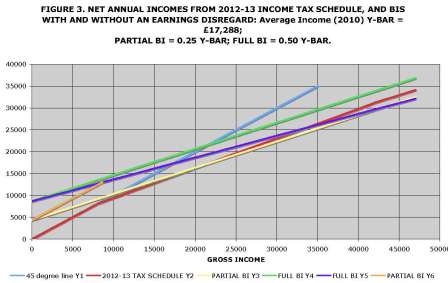 FIGURE 3. NET ANNUAL INCOMES FROM 2012-13 INCOME TAX SCHEDULE, AND BIS
WITH AND WITHOUT AN EARNINGS DISREGARD: Average Income (2010) Y-BAR =
£17,288;
PARTIAL BI = 0.25 Y-BAR; FULL BI = 0.50 Y-BAR.
40000
35000
30000
25000
20000
15000
10000
5000
0
0 5000 10000 15000 20000 25000 30000 35000 40000 45000 50000
GROSS INCOME
45 degree line Y1 2012-13 TAX SCHEDULE Y2 PARTIAL BI Y3 FULL BI Y4 FULL BI Y5 PARTIAL BI Y6